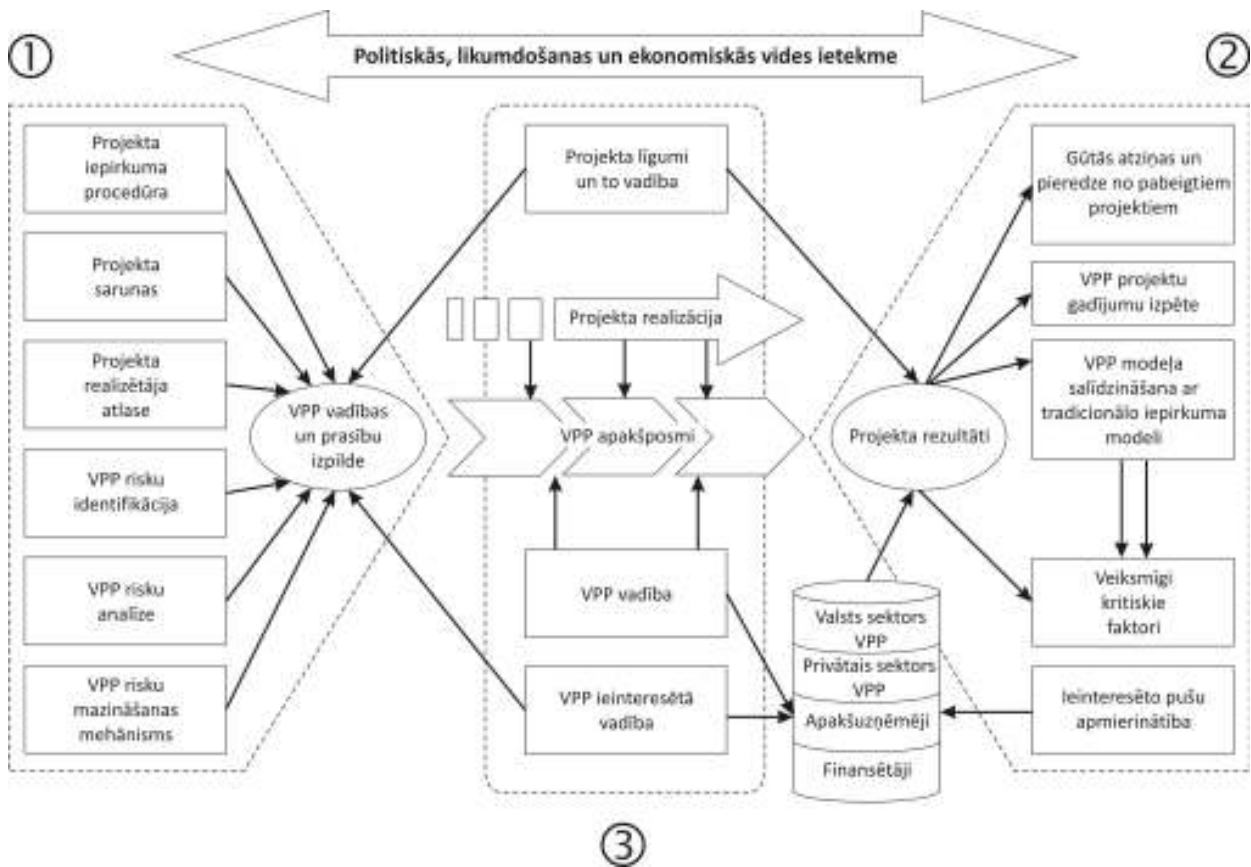 ①
Politiskās, likumdošanas un ekonomiskās vides ietekme
②
Projekta
iepirkuma
procedūra
Projekta
sarunas
Projekta
realizētāja
atlase
VPP risku
identifikācija
VPP risku
analīze
VPP risku
mazināšanas
mehānisms
VPP vadības
un prasību
izpilde
Projekta līgumi
un to vadība
Projekta realizācija
VPP apakšposmi
VPP vadība
VPP ieinteresētā
vadība
Projekta rezultāti
Valsts sektors
VPP
Privātais sektors
VPP
Apakšuzņēmēji
Finansētāji
Gūtās atziņas un
pieredze no pabeigtiem
projektiem
VPP projektu
gadījumu izpēte
VPP modeļa
salīdzināšana ar
tradicionālo iepirkuma
modeli
Veiksmīgi
kritiskie
faktori
Ieinteresēto pušu
apmierinātība
③